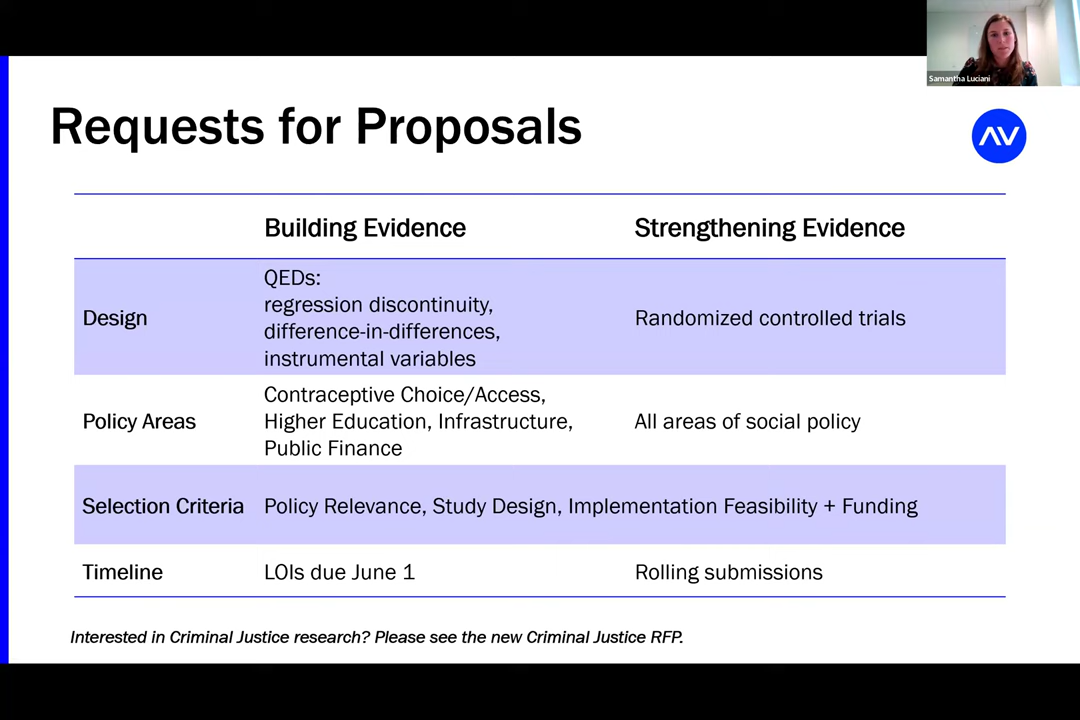 Samantha Luciani
Requests for Proposals
AV
Building Evidence
Strengthening Evidence
Design
QEDs:
regression discontinuity,
difference-in-differences,
instrumental variables
Randomized controlled trials
Policy Areas
Contraceptive Choice/Access,
Higher Education, Infrastructure,
Public Finance
All areas of social policy
Selection Criteria
Policy Relevance, Study Design, Implementation Feasibility + Funding
Timeline
LOIs due June 1
Rolling submissions
Interested in Criminal Justice research? Please see the new Criminal Justice RFP.